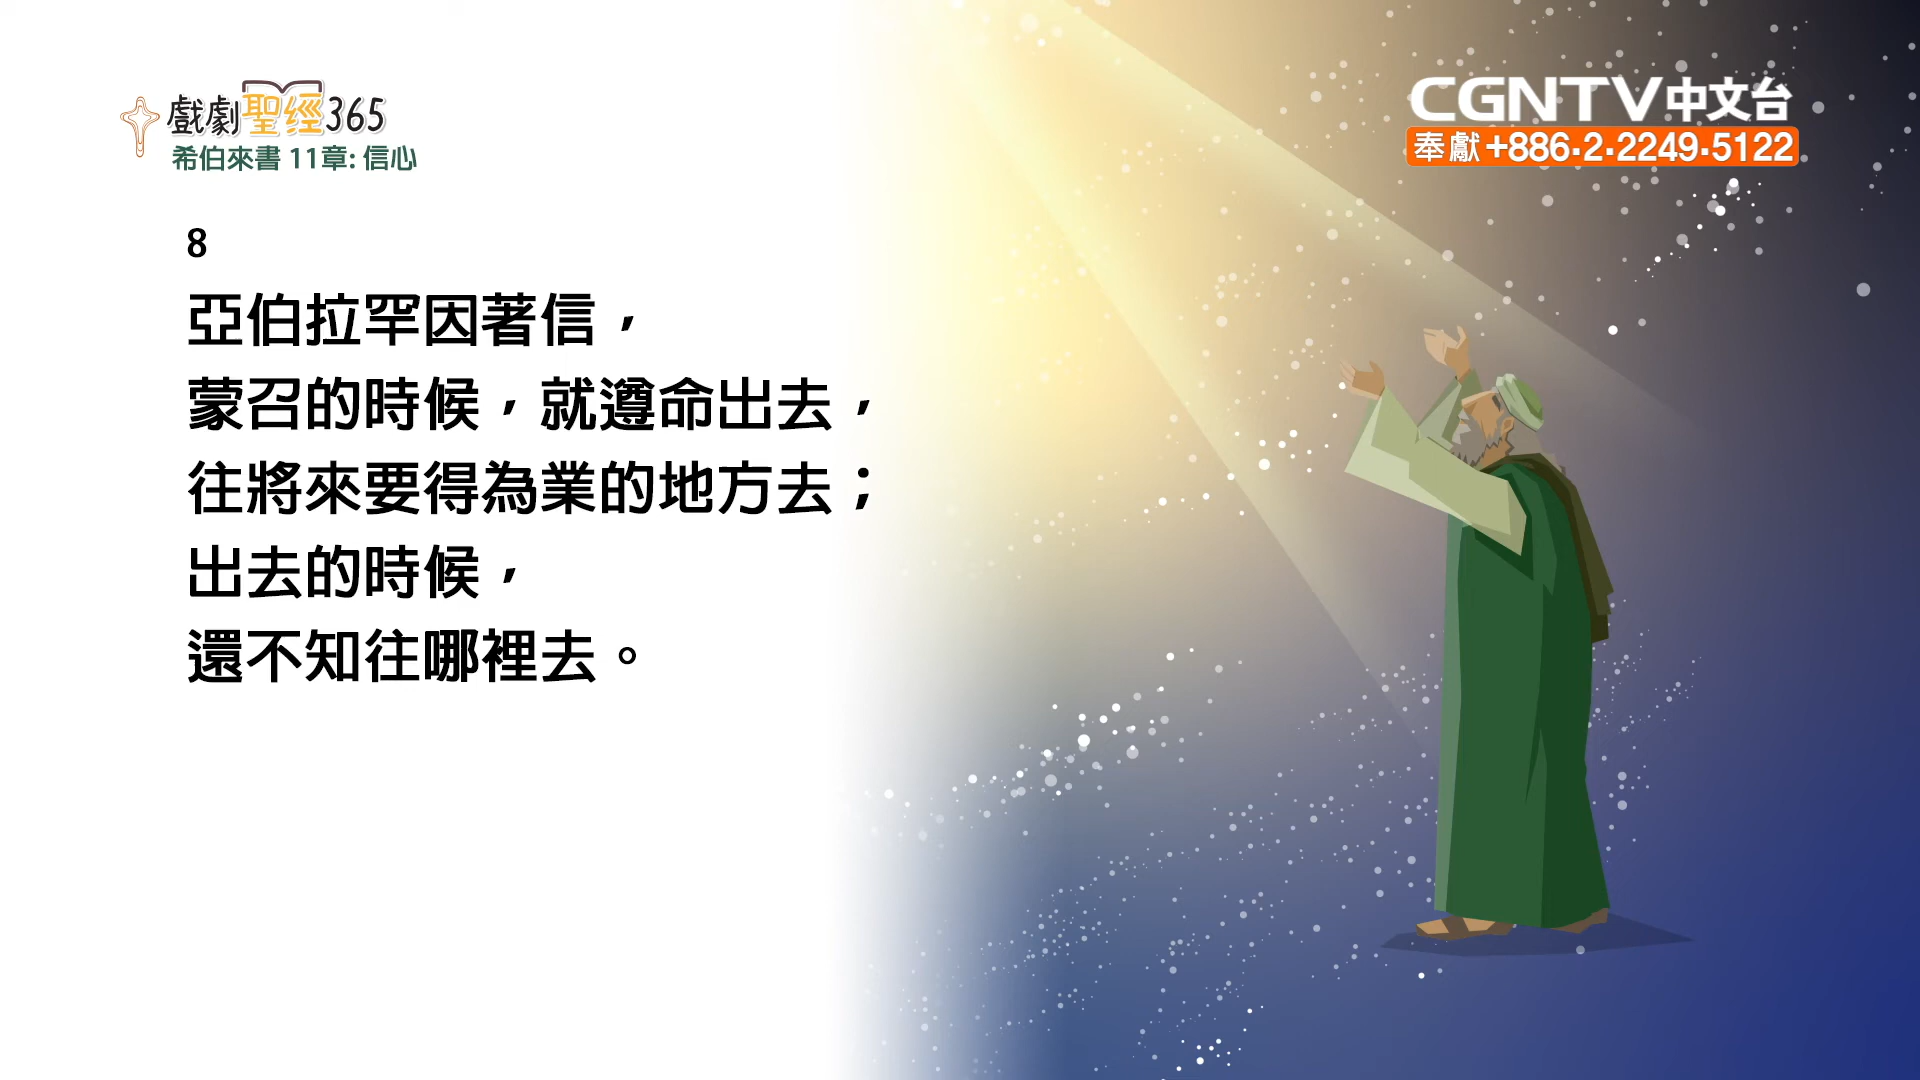 戲劇聖經365
希伯來書 11章: 信心
CGNTV中文台
奉獻 +886·2·2249·5122
8
亞伯拉罕因著信，
蒙召的時候，就遵命出去，
往將來要得為業的地方去；
出去的時候，
還不知往哪裡去。